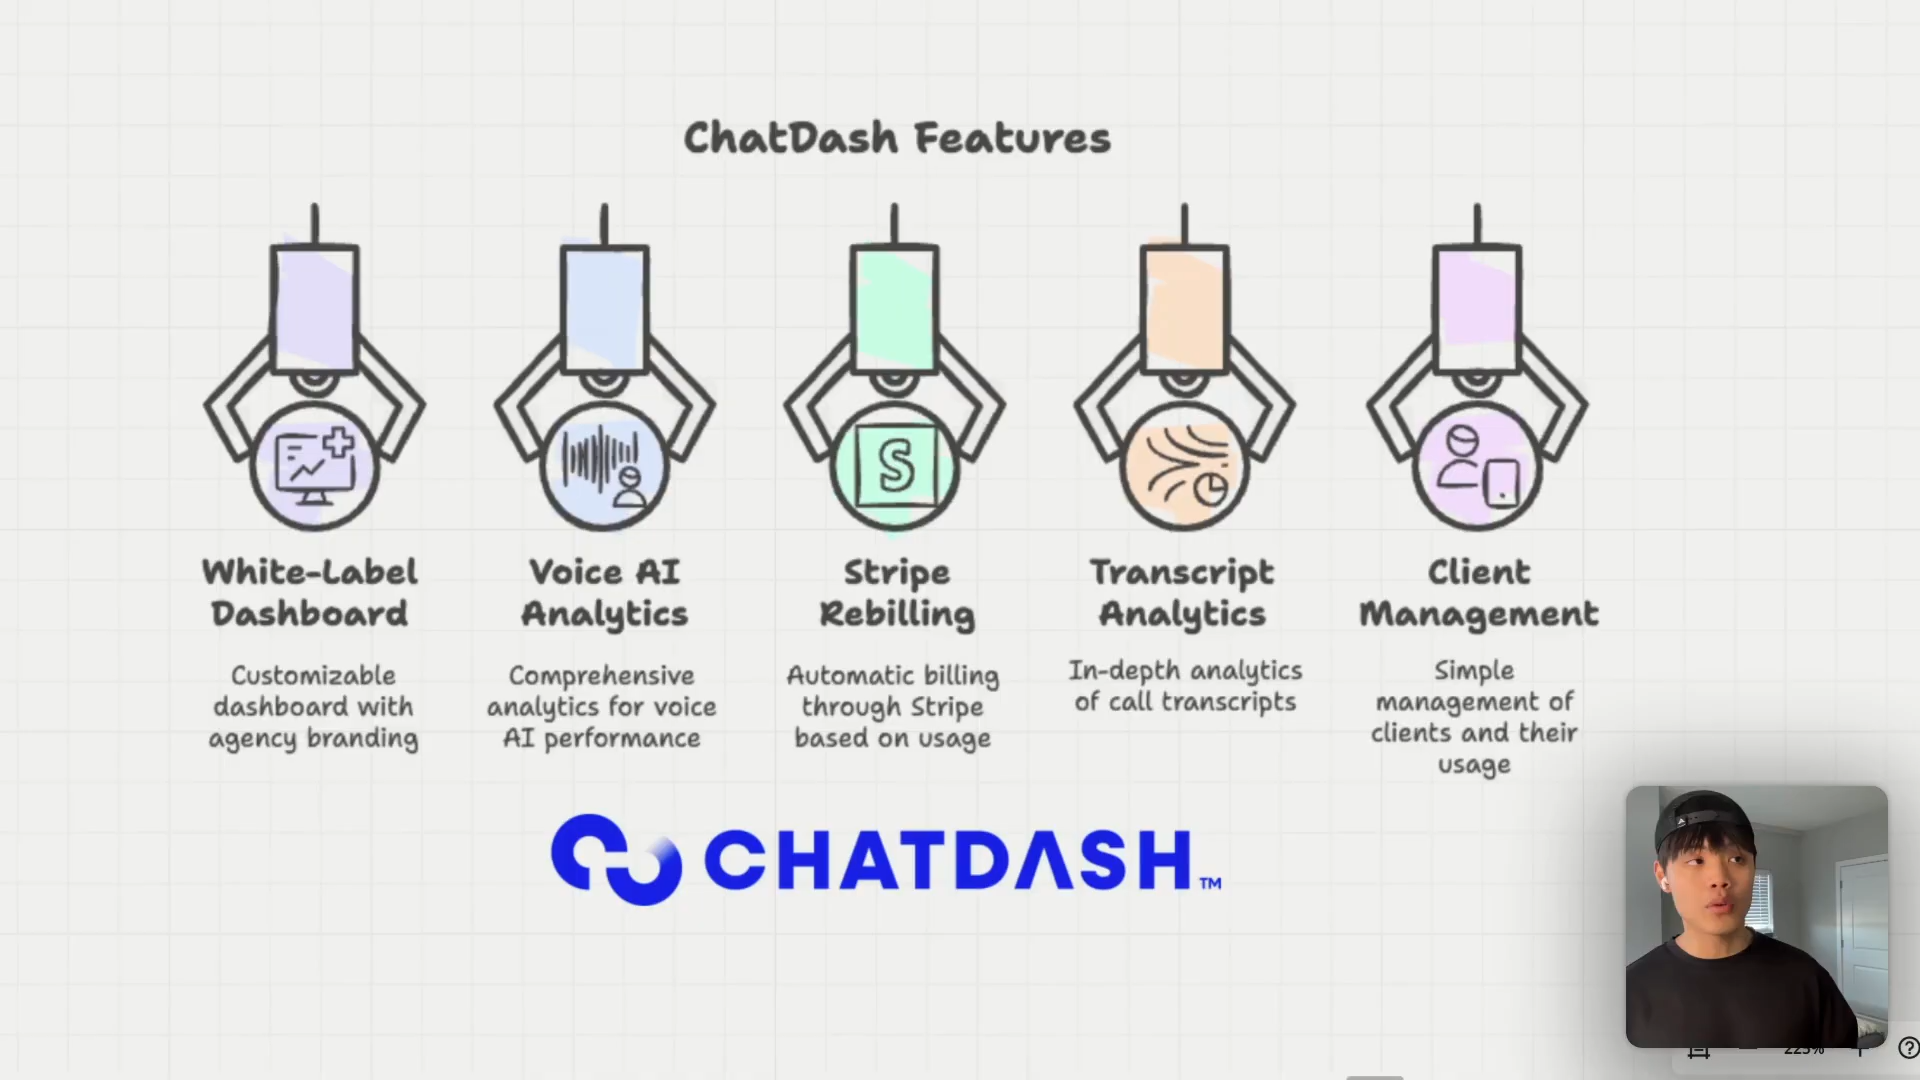 ChatDash Features
White-Label
Dashboard
Customizable
dashboard with
agency branding
Voice AI
Analytics
Comprehensive
analytics for voice
AI performance
S
Stripe
Rebilling
Automatic billing
through Stripe
based on usage
Transcript
Analytics
In-depth analytics
of call transcripts
Client
Management
Simple
management of
clients and their
usage
CHATDASH™
225%
?